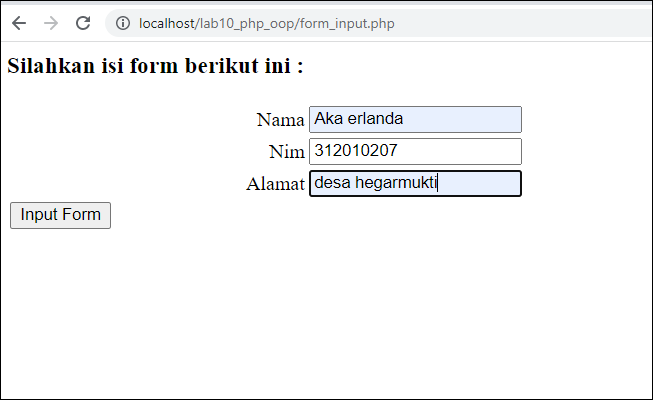 localhost/lab10_php_oop/form_input.php
Silahkan isi form berikut ini :
Nama Aka erlanda
Nim 312010207
Alamat desa hegarmukti
Input Form